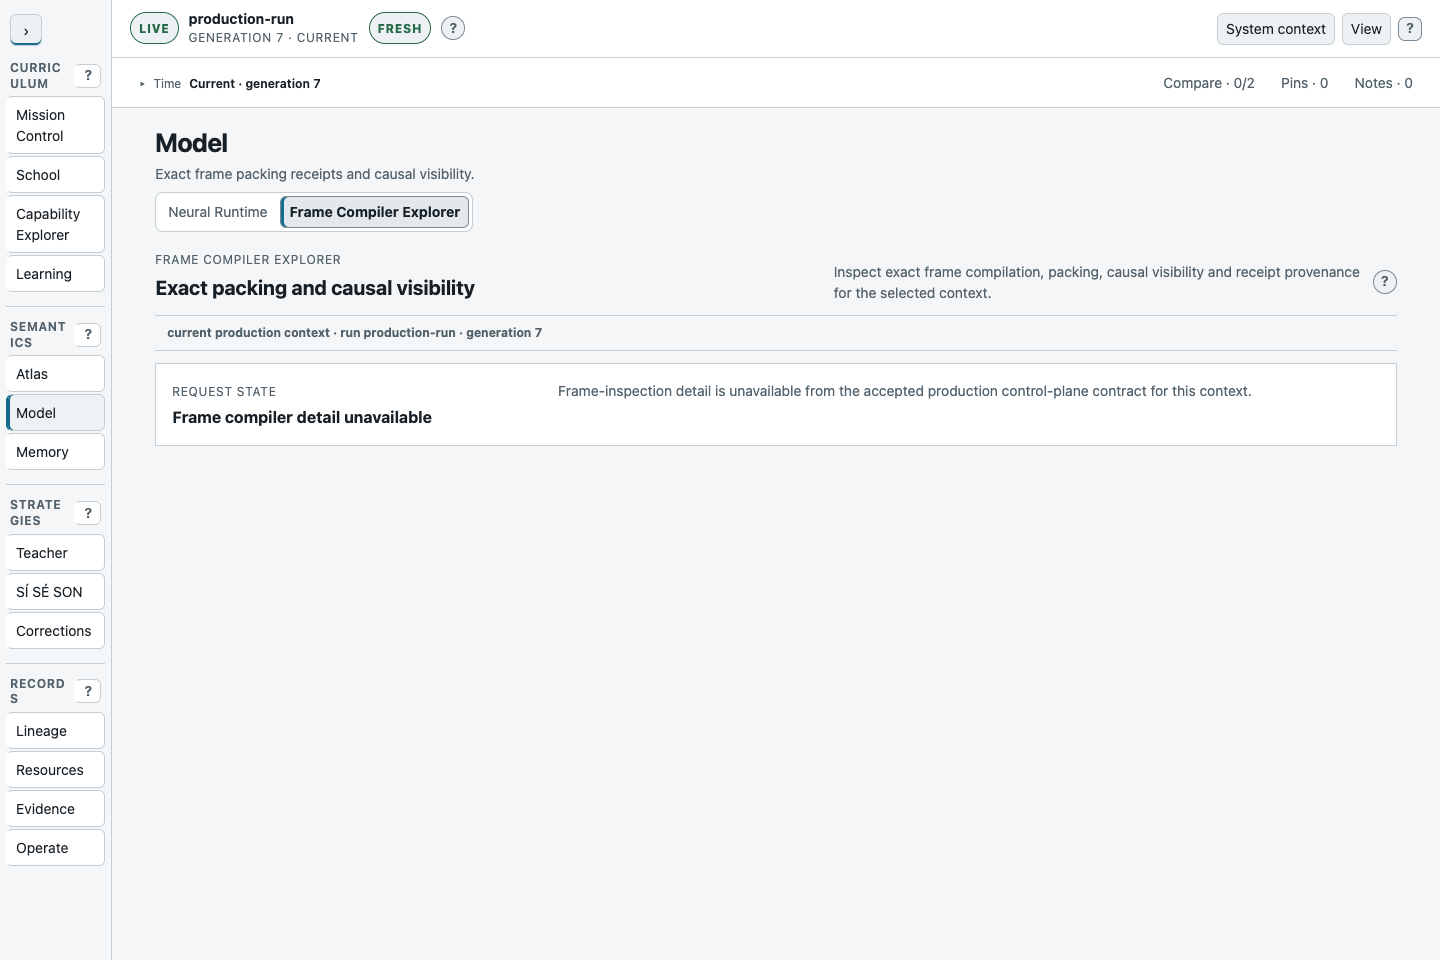 ›
CURRIC
ULUM
?
Mission
Control
School
Capability
Explorer
Learning
SEMANT
ICS
?
Atlas
Model
Memory
STRATE
GIES
?
Teacher
SÍ SÉ SON
Corrections
RECORD
S
?
Lineage
Resources
Evidence
Operate
LIVE
production-run
GENERATION 7 · CURRENT
FRESH
?
System context
View
?
▸ Time Current · generation 7
Compare · 0/2
Pins · 0
Notes · 0
Model
Exact frame packing receipts and causal visibility.
Neural Runtime
Frame Compiler Explorer
FRAME COMPILER EXPLORER
Exact packing and causal visibility
Inspect exact frame compilation, packing, causal visibility and receipt provenance
for the selected context.
?
current production context · run production-run · generation 7
REQUEST STATE
Frame compiler detail unavailable
Frame-inspection detail is unavailable from the accepted production control-plane contract for this context.